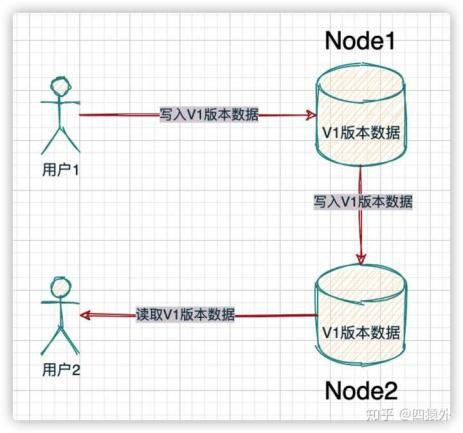 Node1
写入V1版本数据
V1版本数据
用户1
写入V1版本数据
读取V1版本数据
V1版本数据
用户2
Node2
知乎 @四猿外